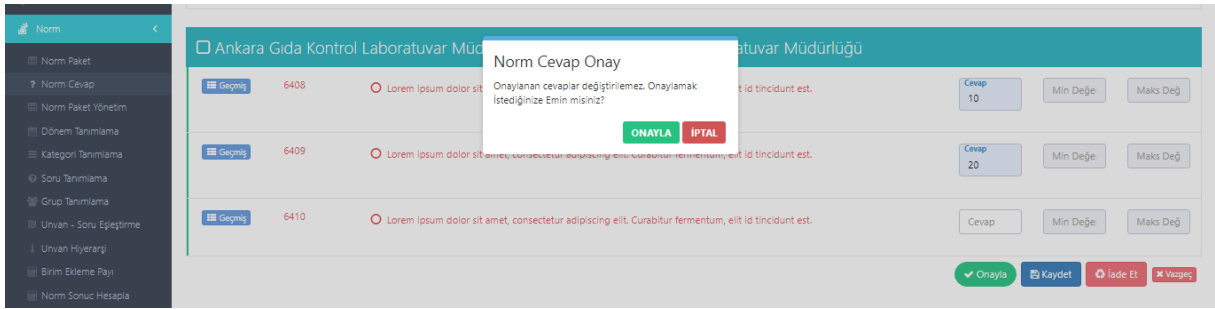 Norm
Norm Paket
Norm Cevap
Norm Paket Yönetim
Dönem Tanımlama
Kategori Tanımlama
Soru Tanımlama
Grup Tanımlama
Unvan - Soru Eşleştirme
Unvan Hiyerarşi
Birim Ekleme Payı
Norm Sonuc Hesapla
Ankara Gıda Kontrol Laboratuvar Müd atuvar Müdürlüğü
Norm Cevap Onay
Onaylanan cevaplar değiştirilemez. Onaylamak
İstediğinize Emin misiniz?
ONAYLA İPTAL
Geçmiş 6408 Lorem ipsum dolor sit t id tincidunt est. Cevap 10 Min Değe Maks Değ
Geçmiş 6409 Lorem ipsum dolor sit amet, consectetur adipiscing elit. Curabitur fermentum, elit id tincidunt est. Cevap 20 Min Değe Maks Değ
Geçmiş 6410 Lorem ipsum dolor sit amet, consectetur adipiscing elit. Curabitur fermentum, elit id tincidunt est. Cevap Min Değe Maks Değ
Onayla Kaydet İade Et Vazgeç